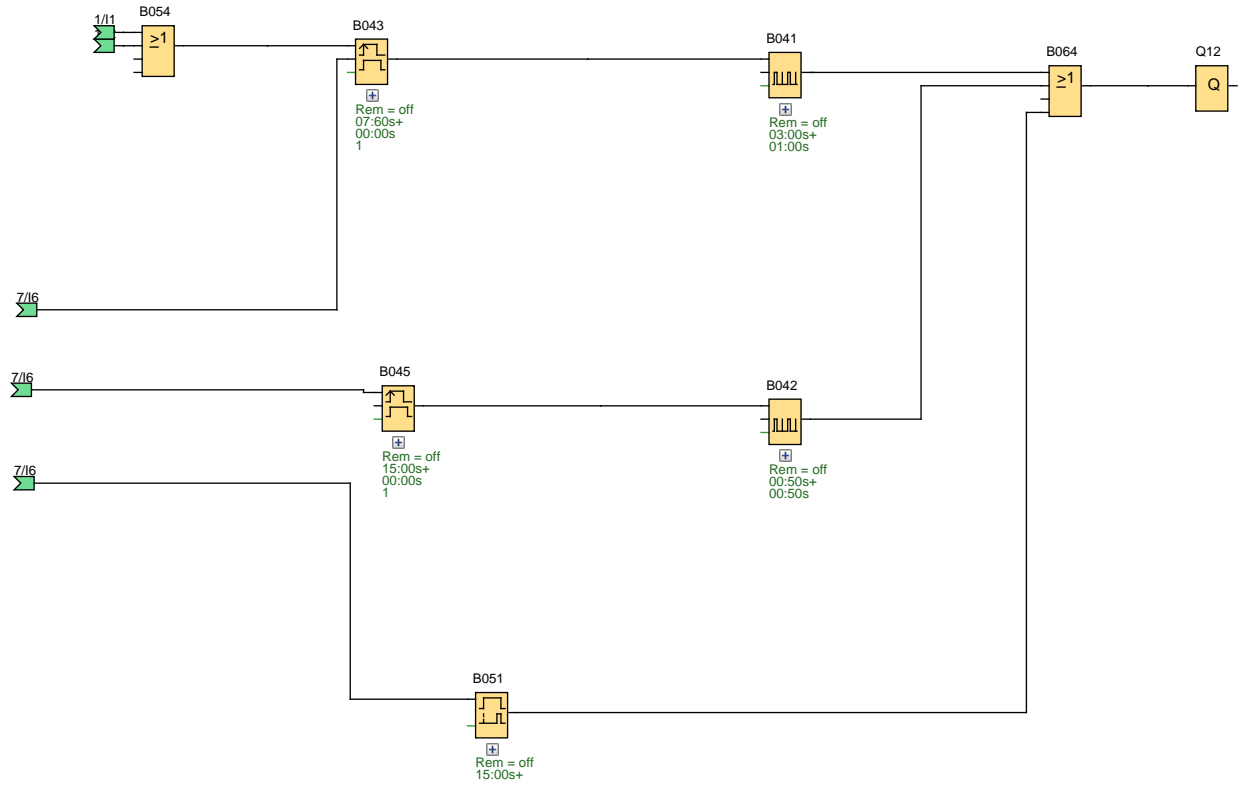 1/I1
B054
≥1
B043
Rem = off
07:60s+
00:00s
1
B041
Rem = off
03:00s+
01:00s
B064
≥1
Q12
Q
7/I6
7/I6
B045
Rem = off
15:00s+
00:00s
1
B042
Rem = off
00:50s+
00:50s
7/I6
B051
Rem = off
15:00s+